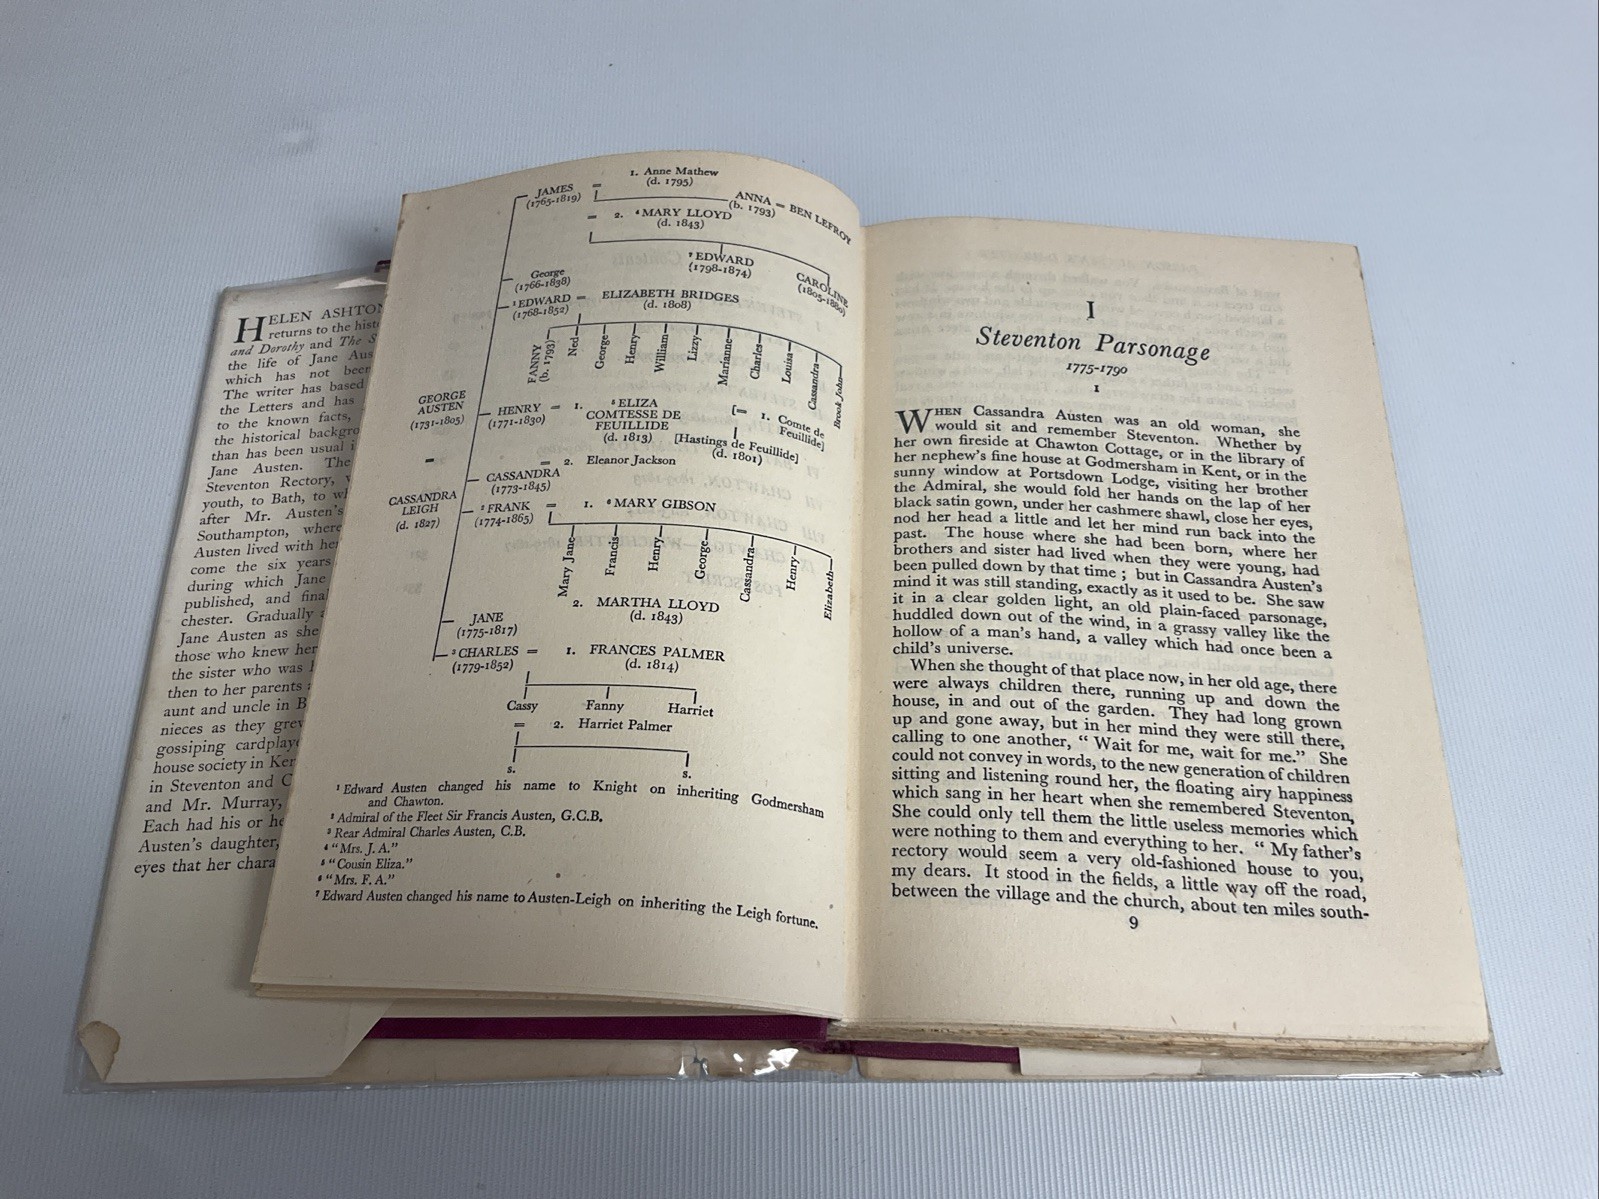 HELEN ASHTON
returns to the
and Dorothy and The S
the life of Jane
which has not been
The writer has based
the Letters and has
to the known facts,
the historical
than has been usual
Jane Austen. The
Steventon Rectory,
youth, to Bath, to
after Mr. Austen's
Southampton, where
Austen lived with her
come the six years
during which Jane
published, and
chester. Gradually
Jane Austen as she
those who knew her
the sister who was
then to her parents
aunt and uncle in B
nieces as they grew
gossiping
house society in
in Steventon and C
and Mr. Murray,
Each had his or
Austen's daughter,
eyes that her
JAMES
(1765-1819)
=
1. Anne Mathew
(d. 1795)
ANNA = BEN LEFROY
(b. 1793)
= 2. ⁴ MARY LLOYD
(d. 1843)
⁷ EDWARD
(1798-1874)
CAROLINE
(1805-1880)
George
(1766-1838)
¹ EDWARD = ELIZABETH BRIDGES
(1768-1852) (d. 1808)
FANNY
(b. 1793)
Ned
George
Henry
William
Lizzy
Marianne
Charles
Louisa
Cassandra
Brook John
GEORGE
AUSTEN
(1731-1805)
=
CASSANDRA
LEIGH
(d. 1827)
HENRY = 1. ⁵ ELIZA
(1771-1830) COMTESSE DE
FEUILLIDE
(d. 1813)
[= 1. Comte de
Feuillide]
[Hastings de Feuillide]
(d. 1801)
= 2. Eleanor Jackson
CASSANDRA
(1773-1845)
² FRANK = 1. ⁶ MARY GIBSON
(1774-1865)
Mary Jane
Francis
Henry
George
Cassandra
Henry
Elizabeth
2. MARTHA LLOYD
(d. 1843)
JANE
(1775-1817)
³ CHARLES = 1. FRANCES PALMER
(1779-1852) (d. 1814)
Cassy Fanny Harriet
= 2. Harriet Palmer
s. s.
¹ Edward Austen changed his name to Knight on inheriting Godmersham
and Chawton.
² Admiral of the Fleet Sir Francis Austen, G.C.B.
³ Rear Admiral Charles Austen, C.B.
⁴ "Mrs. J. A."
⁵ "Cousin Eliza."
⁶ "Mrs. F. A."
⁷ Edward Austen changed his name to Austen-Leigh on inheriting the Leigh fortune.
I
Steventon Parsonage
1775-1790
I
WHEN Cassandra Austen was an old woman, she
would sit and remember Steventon. Whether by
her own fireside at Chawton Cottage, or in the library of
her nephew's fine house at Godmersham in Kent, or in the
sunny window at Portsdown Lodge, visiting her brother
the Admiral, she would fold her hands on the lap of her
black satin gown, under her cashmere shawl, close her eyes,
nod her head a little and let her mind run back into the
past. The house where she had been born, where her
brothers and sister had lived when they were young, had
been pulled down by that time ; but in Cassandra Austen's
mind it was still standing, exactly as it used to be. She saw
it in a clear golden light, an old plain-faced parsonage,
huddled down out of the wind, in a grassy valley like the
hollow of a man's hand, a valley which had once been a
child's universe.
When she thought of that place now, in her old age, there
were always children there, running up and down the
house, in and out of the garden. They had long grown
up and gone away, but in her mind they were still there,
calling to one another, "Wait for me, wait for me." She
could not convey in words, to the new generation of children
sitting and listening round her, the floating airy happiness
which sang in her heart when she remembered Steventon,
She could only tell them the little useless memories which
were nothing to them and everything to her. "My father's
rectory would seem a very old-fashioned house to you,
my dears. It stood in the fields, a little way off the road,
between the village and the church, about ten miles south-
9